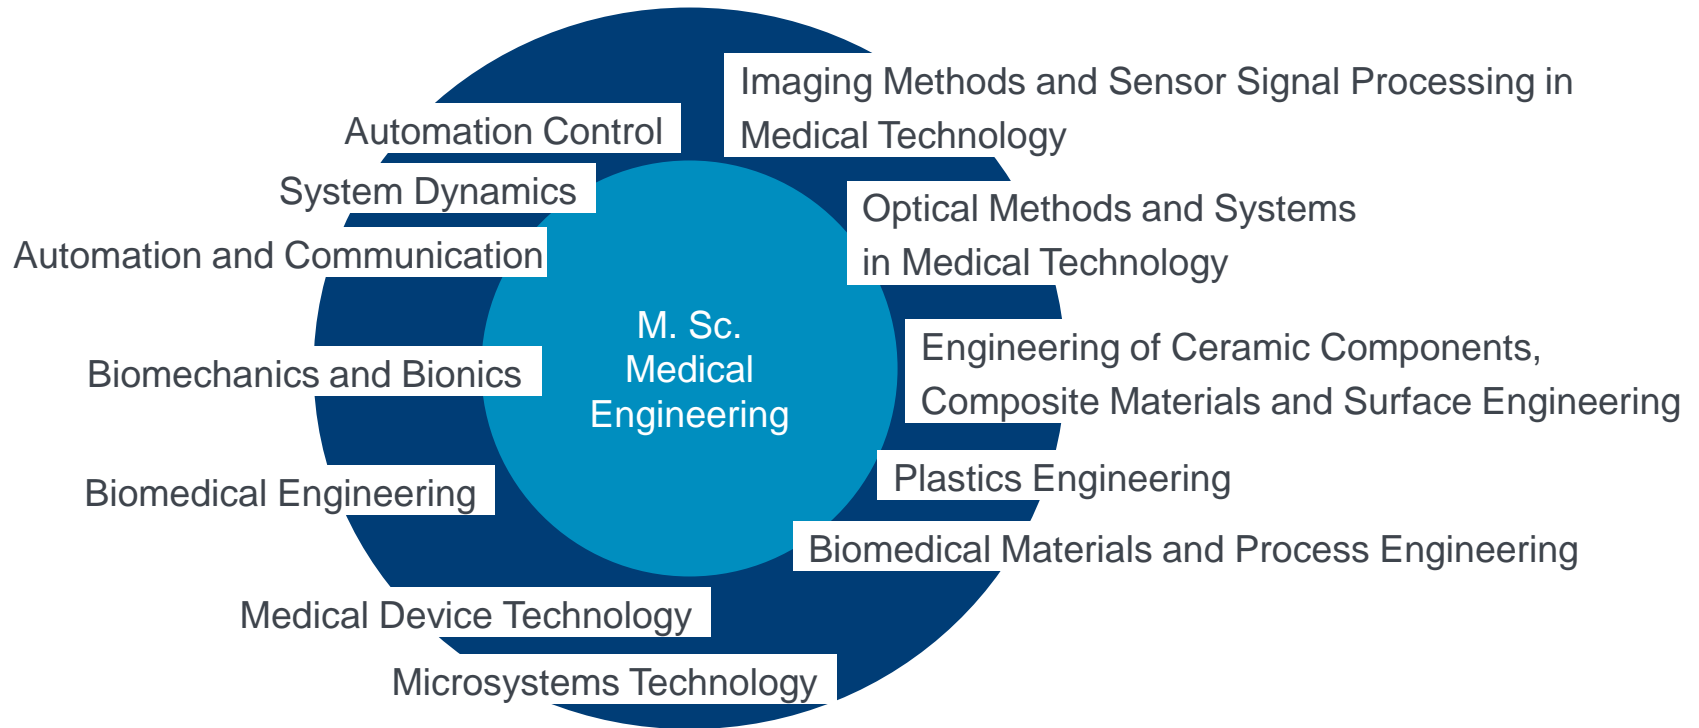 Imaging Methods and Sensor Signal Processing in
Medical Technology
Automation Control
System Dynamics
Optical Methods and Systems
in Medical Technology
Automation and Communication
M. Sc.
Medical
Engineering
Engineering of Ceramic Components,
Composite Materials and Surface Engineering
Biomechanics and Bionics
Plastics Engineering
Biomedical Engineering
Biomedical Materials and Process Engineering
Medical Device Technology
Microsystems Technology